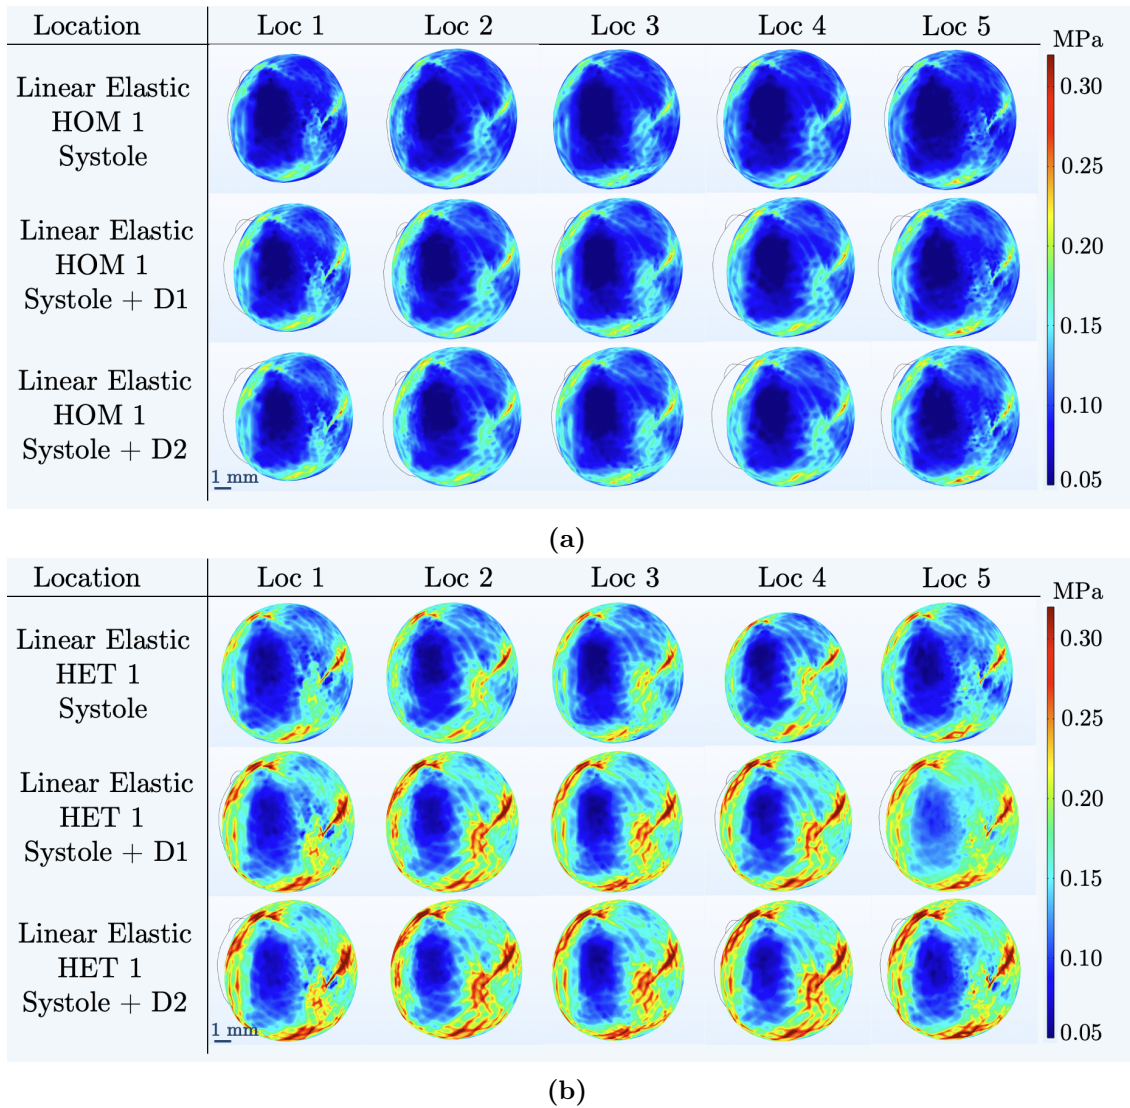 Location Loc 1 Loc 2 Loc 3 Loc 4 Loc 5
MPa
Linear Elastic
HOM 1
Systole
Linear Elastic
HOM 1
Systole + D1
Linear Elastic
HOM 1
Systole + D2
1 mm
0.30
0.25
0.20
0.15
0.10
0.05
(a)
Location Loc 1 Loc 2 Loc 3 Loc 4 Loc 5
MPa
Linear Elastic
HET 1
Systole
Linear Elastic
HET 1
Systole + D1
Linear Elastic
HET 1
Systole + D2
1 mm
0.30
0.25
0.20
0.15
0.10
0.05
(b)